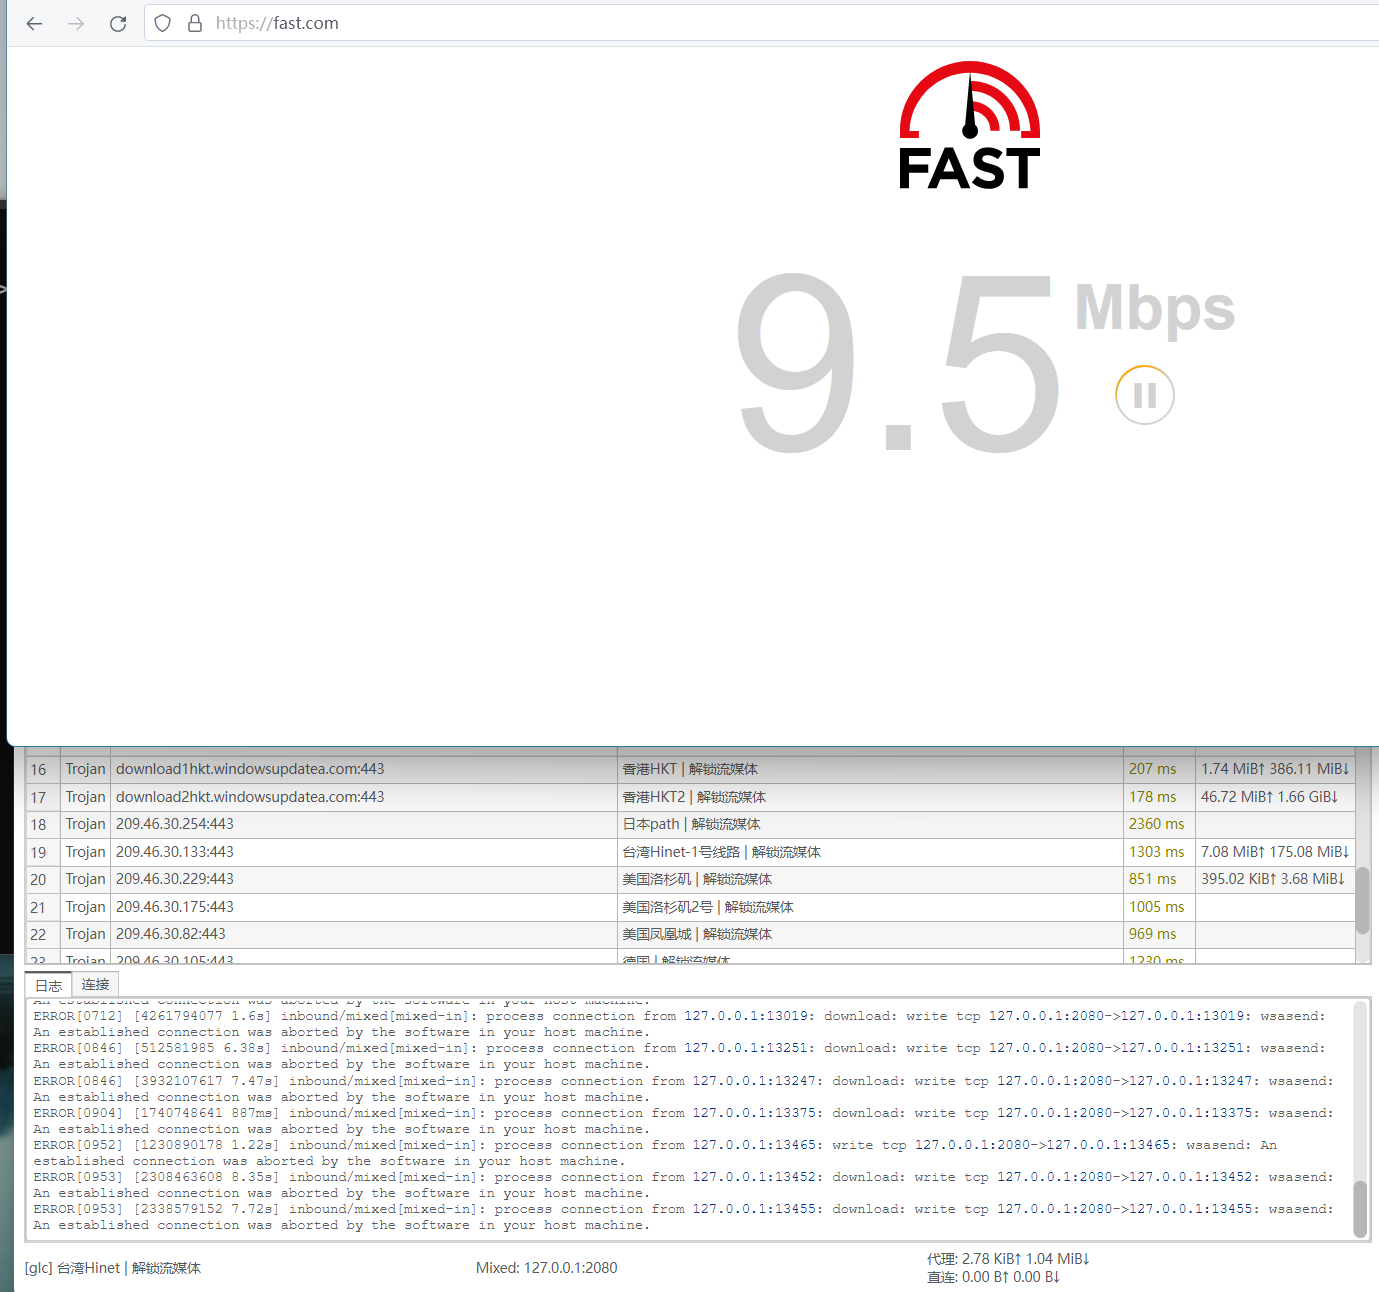 https://fast.com
FAST
9.5 Mbps
16 Trojan download1hkt.windowsupdatea.com:443 香港HKT | 解锁流媒体 207 ms 1.74 MiB↑ 386.11 MiB↓
17 Trojan download2hkt.windowsupdatea.com:443 香港HKT2 | 解锁流媒体 178 ms 46.72 MiB↑ 1.66 GiB↓
18 Trojan 209.46.30.254:443 日本path | 解锁流媒体 2360 ms
19 Trojan 209.46.30.133:443 台湾Hinet-1号线路 | 解锁流媒体 1303 ms 7.08 MiB↑ 175.08 MiB↓
20 Trojan 209.46.30.229:443 美国洛杉矶 | 解锁流媒体 851 ms 395.02 KiB↑ 3.68 MiB↓
21 Trojan 209.46.30.175:443 美国洛杉矶2号 | 解锁流媒体 1005 ms
22 Trojan 209.46.30.82:443 美国凤凰城 | 解锁流媒体 969 ms
23 Trojan 209.46.30.105:443 德国 | 解锁流媒体 1230 ms
日志 连接
An established connection was aborted by the software in your host machine.
ERROR[0712] [4261794077 1.6s] inbound/mixed[mixed-in]: process connection from 127.0.0.1:13019: download: write tcp 127.0.0.1:2080->127.0.0.1:13019: wsasend:
An established connection was aborted by the software in your host machine.
ERROR[0846] [512581985 6.38s] inbound/mixed[mixed-in]: process connection from 127.0.0.1:13251: download: write tcp 127.0.0.1:2080->127.0.0.1:13251: wsasend:
An established connection was aborted by the software in your host machine.
ERROR[0846] [3932107617 7.47s] inbound/mixed[mixed-in]: process connection from 127.0.0.1:13247: download: write tcp 127.0.0.1:2080->127.0.0.1:13247: wsasend:
An established connection was aborted by the software in your host machine.
ERROR[0904] [1740748641 887ms] inbound/mixed[mixed-in]: process connection from 127.0.0.1:13375: download: write tcp 127.0.0.1:2080->127.0.0.1:13375: wsasend:
An established connection was aborted by the software in your host machine.
ERROR[0952] [1230890178 1.22s] inbound/mixed[mixed-in]: process connection from 127.0.0.1:13465: write tcp 127.0.0.1:2080->127.0.0.1:13465: wsasend: An
established connection was aborted by the software in your host machine.
ERROR[0953] [2308463608 8.35s] inbound/mixed[mixed-in]: process connection from 127.0.0.1:13452: download: write tcp 127.0.0.1:2080->127.0.0.1:13452: wsasend:
An established connection was aborted by the software in your host machine.
ERROR[0953] [2338579152 7.72s] inbound/mixed[mixed-in]: process connection from 127.0.0.1:13455: download: write tcp 127.0.0.1:2080->127.0.0.1:13455: wsasend:
An established connection was aborted by the software in your host machine.
[glc] 台湾Hinet | 解锁流媒体 Mixed: 127.0.0.1:2080 代理: 2.78 KiB↑ 1.04 MiB↓
直连: 0.00 B↑ 0.00 B↓